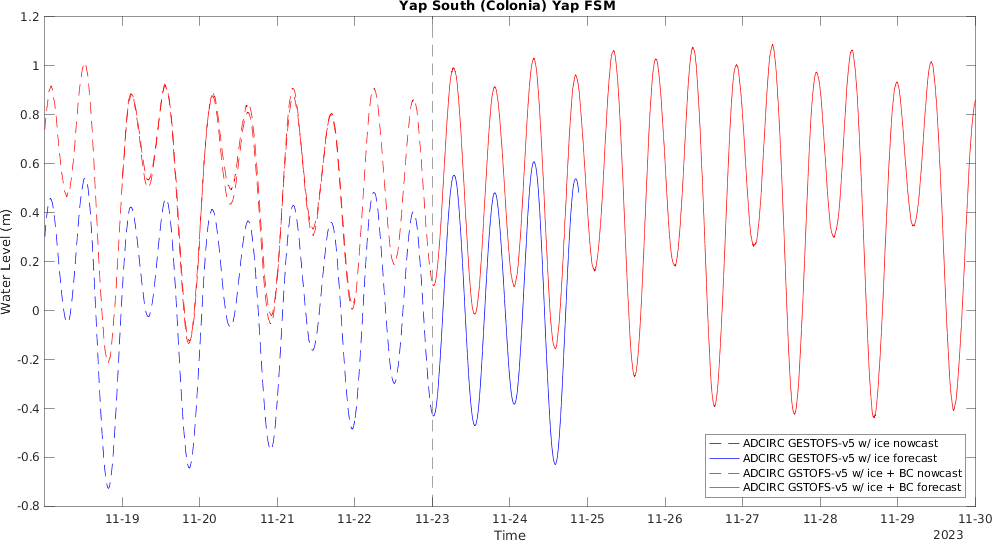 Yap South (Colonia) Yap FSM
1.2
1
0.8
0.6
0.4
0.2
0
-0.2
-0.4
-0.6
-0.8
Water Level (m)
ADCIRC GESTOFS-v5 w/ ice nowcast
ADCIRC GESTOFS-v5 w/ ice forecast
ADCIRC GSTOFS-v5 w/ ice + BC nowcast
ADCIRC GSTOFS-v5 w/ ice + BC forecast
11-19 11-20 11-21 11-22 11-23 11-24 11-25 11-26 11-27 11-28 11-29 11-30
Time
2023